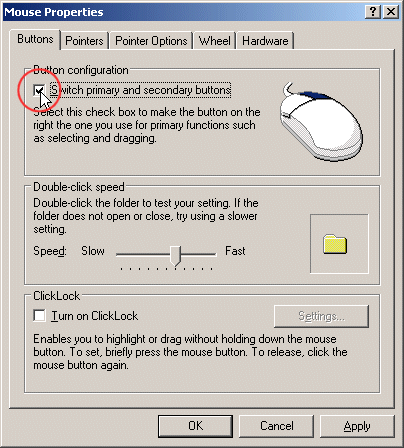 Mouse Properties
Buttons Pointers Pointer Options Wheel Hardware
Button configuration
Switch primary and secondary buttons
Select this check box to make the button on the
right the one you use for primary functions such
as selecting and dragging.
Double-click speed
Double-click the folder to test your setting. If the
folder does not open or close, try using a slower
setting.
Speed: Slow Fast
ClickLock
Turn on ClickLock Settings...
Enables you to highlight or drag without holding down the mouse
button. To set, briefly press the mouse button. To release, click the
mouse button again.
OK Cancel Apply